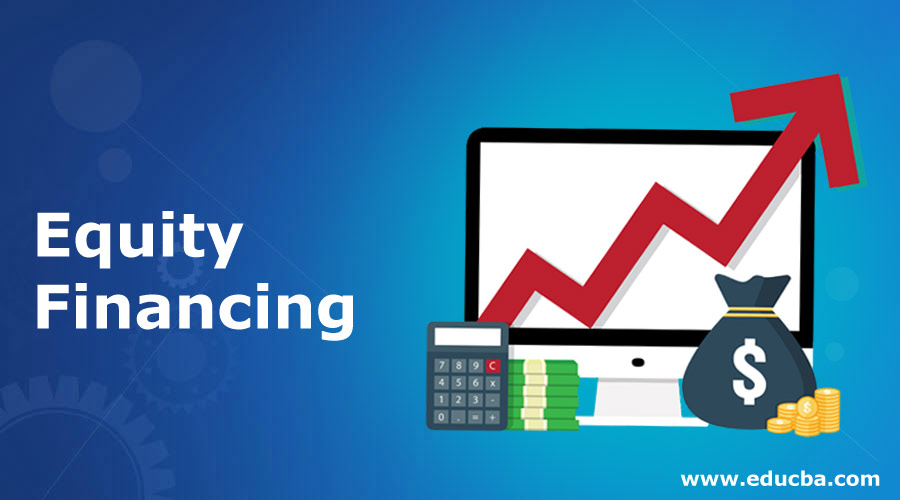 Equity
Financing
7 8 9 C
4 5 6 x
1 2 3 -
0 . = +
$
$
www.educba.com